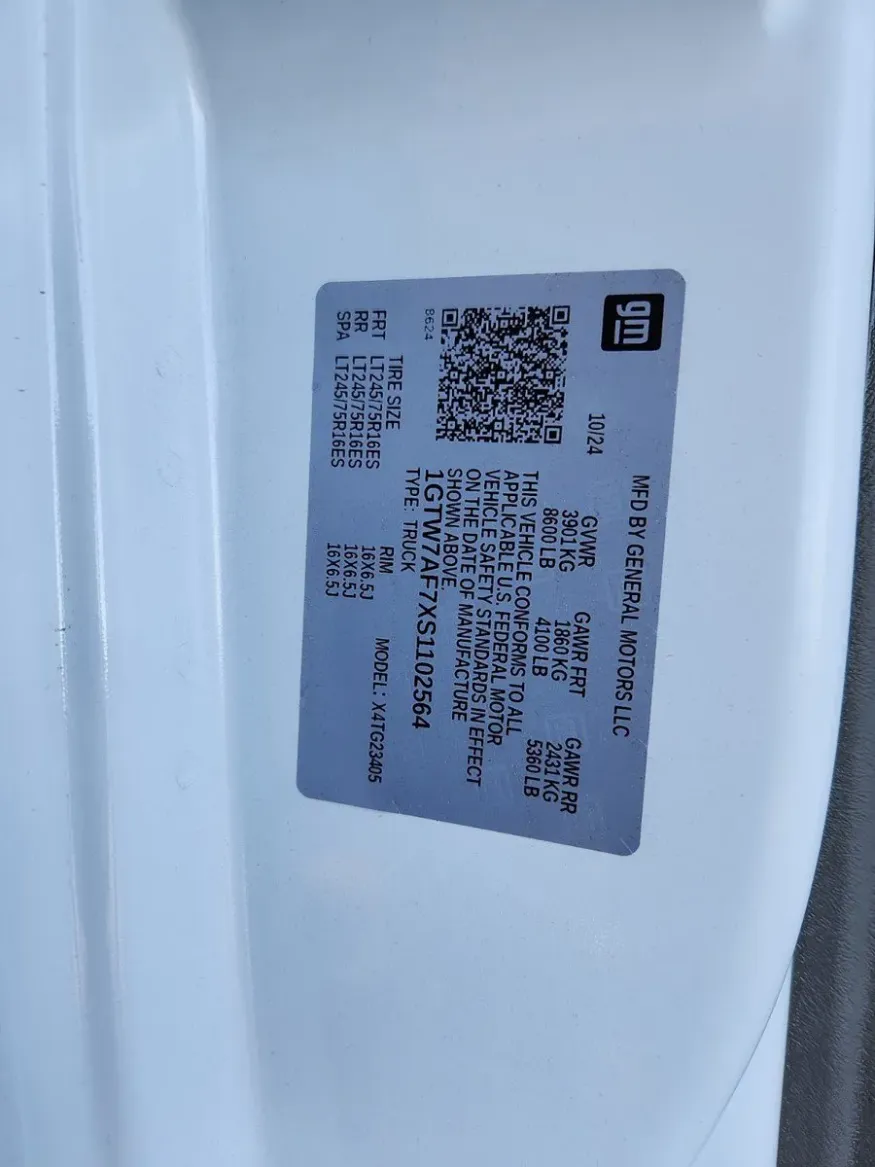 gm
MFD BY GENERAL MOTORS LLC
10/24
GVWR GAWR FRT GAWR RR
3901 KG 1860 KG 2431 KG
8600 LB 4100 LB 5360 LB
THIS VEHICLE CONFORMS TO ALL
APPLICABLE U.S. FEDERAL MOTOR
VEHICLE SAFETY STANDARDS IN EFFECT
ON THE DATE OF MANUFACTURE
SHOWN ABOVE.
1GTW7AF7XS1102564
TYPE: TRUCK
8624
MODEL: X4TG23405
TIRE SIZE RIM
FRT LT245/75R16ES 16X6.5J
RR LT245/75R16ES 16X6.5J
SPA LT245/75R16ES 16X6.5J